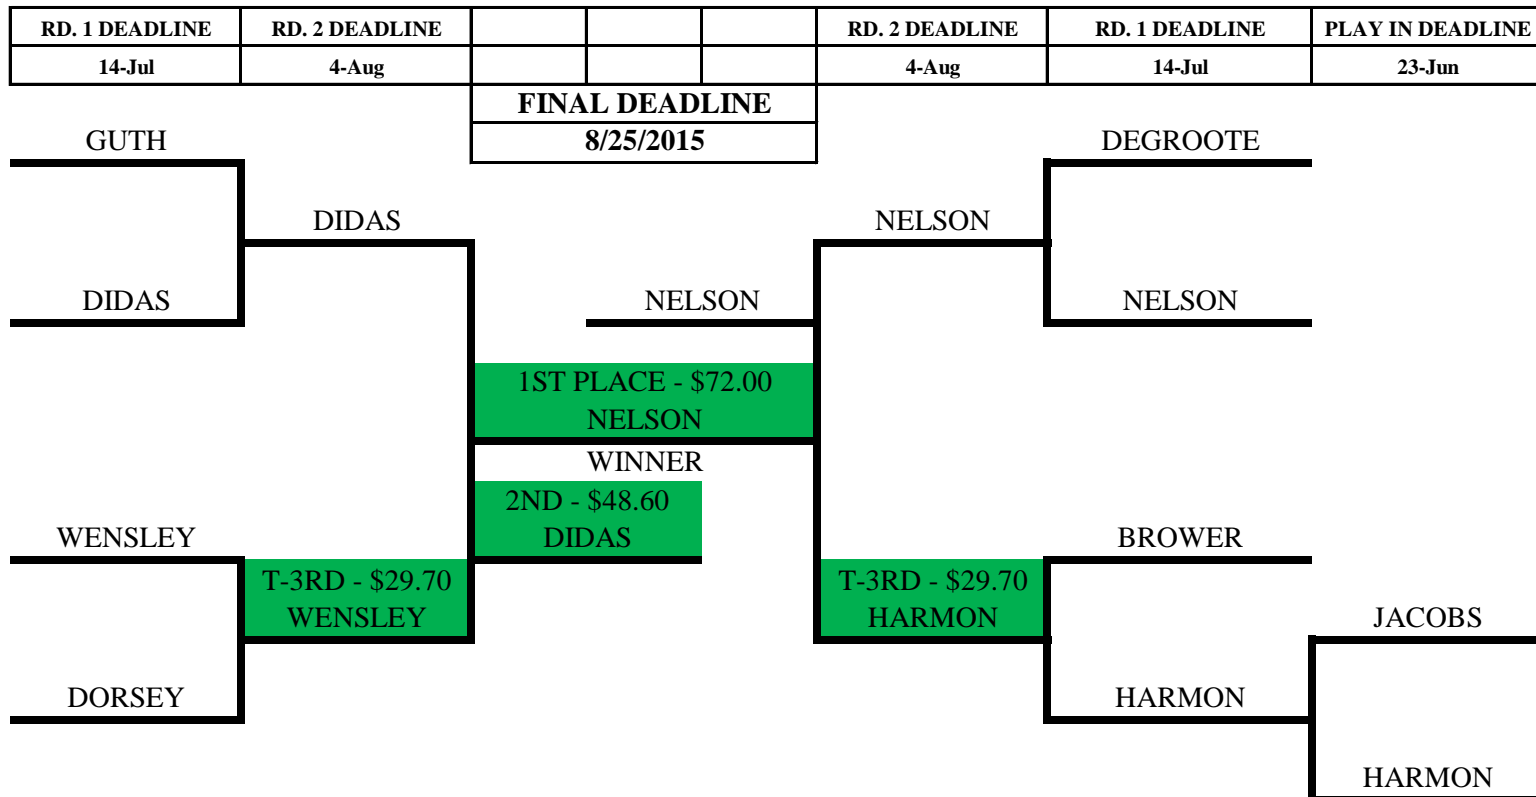 RD. 1 DEADLINE RD. 2 DEADLINE RD. 2 DEADLINE RD. 1 DEADLINE PLAY IN DEADLINE
14-Jul 4-Aug 4-Aug 14-Jul 23-Jun
FINAL DEADLINE
GUTH 8/25/2015 DEGROOTE
DIDAS NELSON
DIDAS NELSON NELSON
1ST PLACE - $72.00
NELSON
WINNER
2ND - $48.60
WENSLEY DIDAS BROWER
T-3RD - $29.70 T-3RD - $29.70
WENSLEY HARMON JACOBS
DORSEY HARMON
HARMON